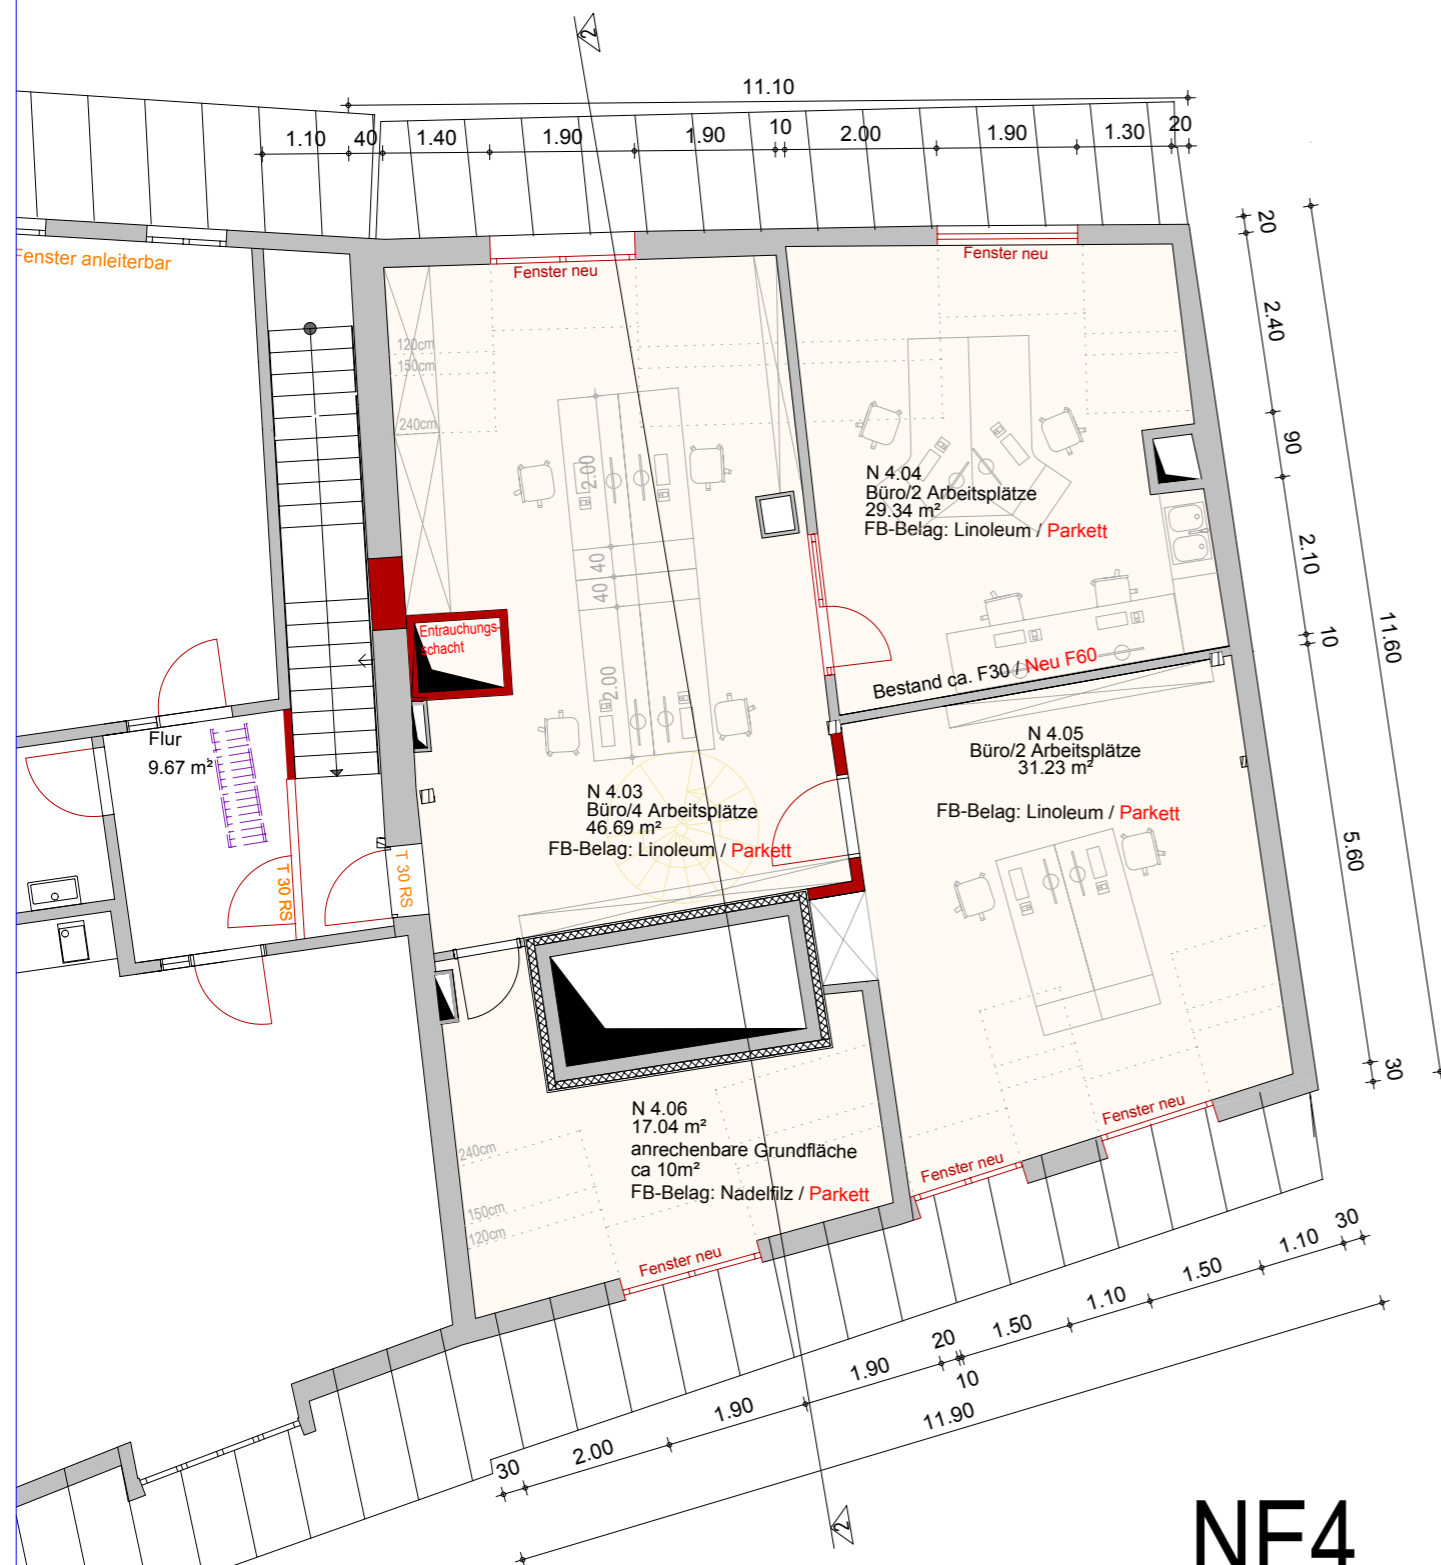 2
11.10
1.10
40
1.40
1.90
1.90
10
2.00
1.90
1.30
20
Fenster anleiterbar
Fenster neu
Fenster neu
20
2.40
90
2.10
10
11.60
5.60
30
120cm
150cm
240cm
2.00
40
40
2.00
N 4.04
Büro/2 Arbeitsplätze
29.34 m²
FB-Belag: Linoleum / Parkett
Entrauchungs-
schacht
Bestand ca. F30 / Neu F60
Flur
9.67 m²
N 4.05
Büro/2 Arbeitsplätze
31.23 m²
FB-Belag: Linoleum / Parkett
N 4.03
Büro/4 Arbeitsplätze
46.69 m²
FB-Belag: Linoleum / Parkett
T 30 RS
T 30 RS
N 4.06
17.04 m²
anrechenbare Grundfläche
ca 10m²
FB-Belag: Nadelfilz / Parkett
240cm
150cm
120cm
Fenster neu
Fenster neu
Fenster neu
30
2.00
1.90
1.90
20
10
1.50
1.10
1.50
1.10
30
11.90
2
NF4